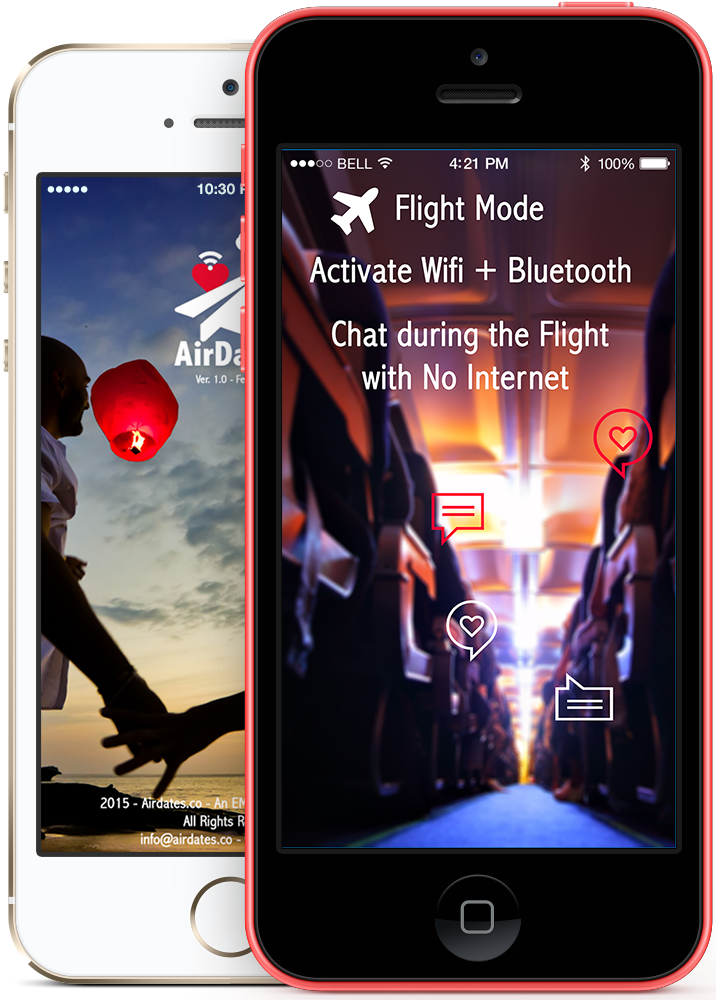 10:30
AirDa
Ver. 1.0 - Fe
2015 - Airdates.co - An EM
All Rights R
info@airdates.co -
BELL 4:21 PM 100%
Flight Mode
Activate Wifi + Bluetooth
Chat during the Flight
with No Internet